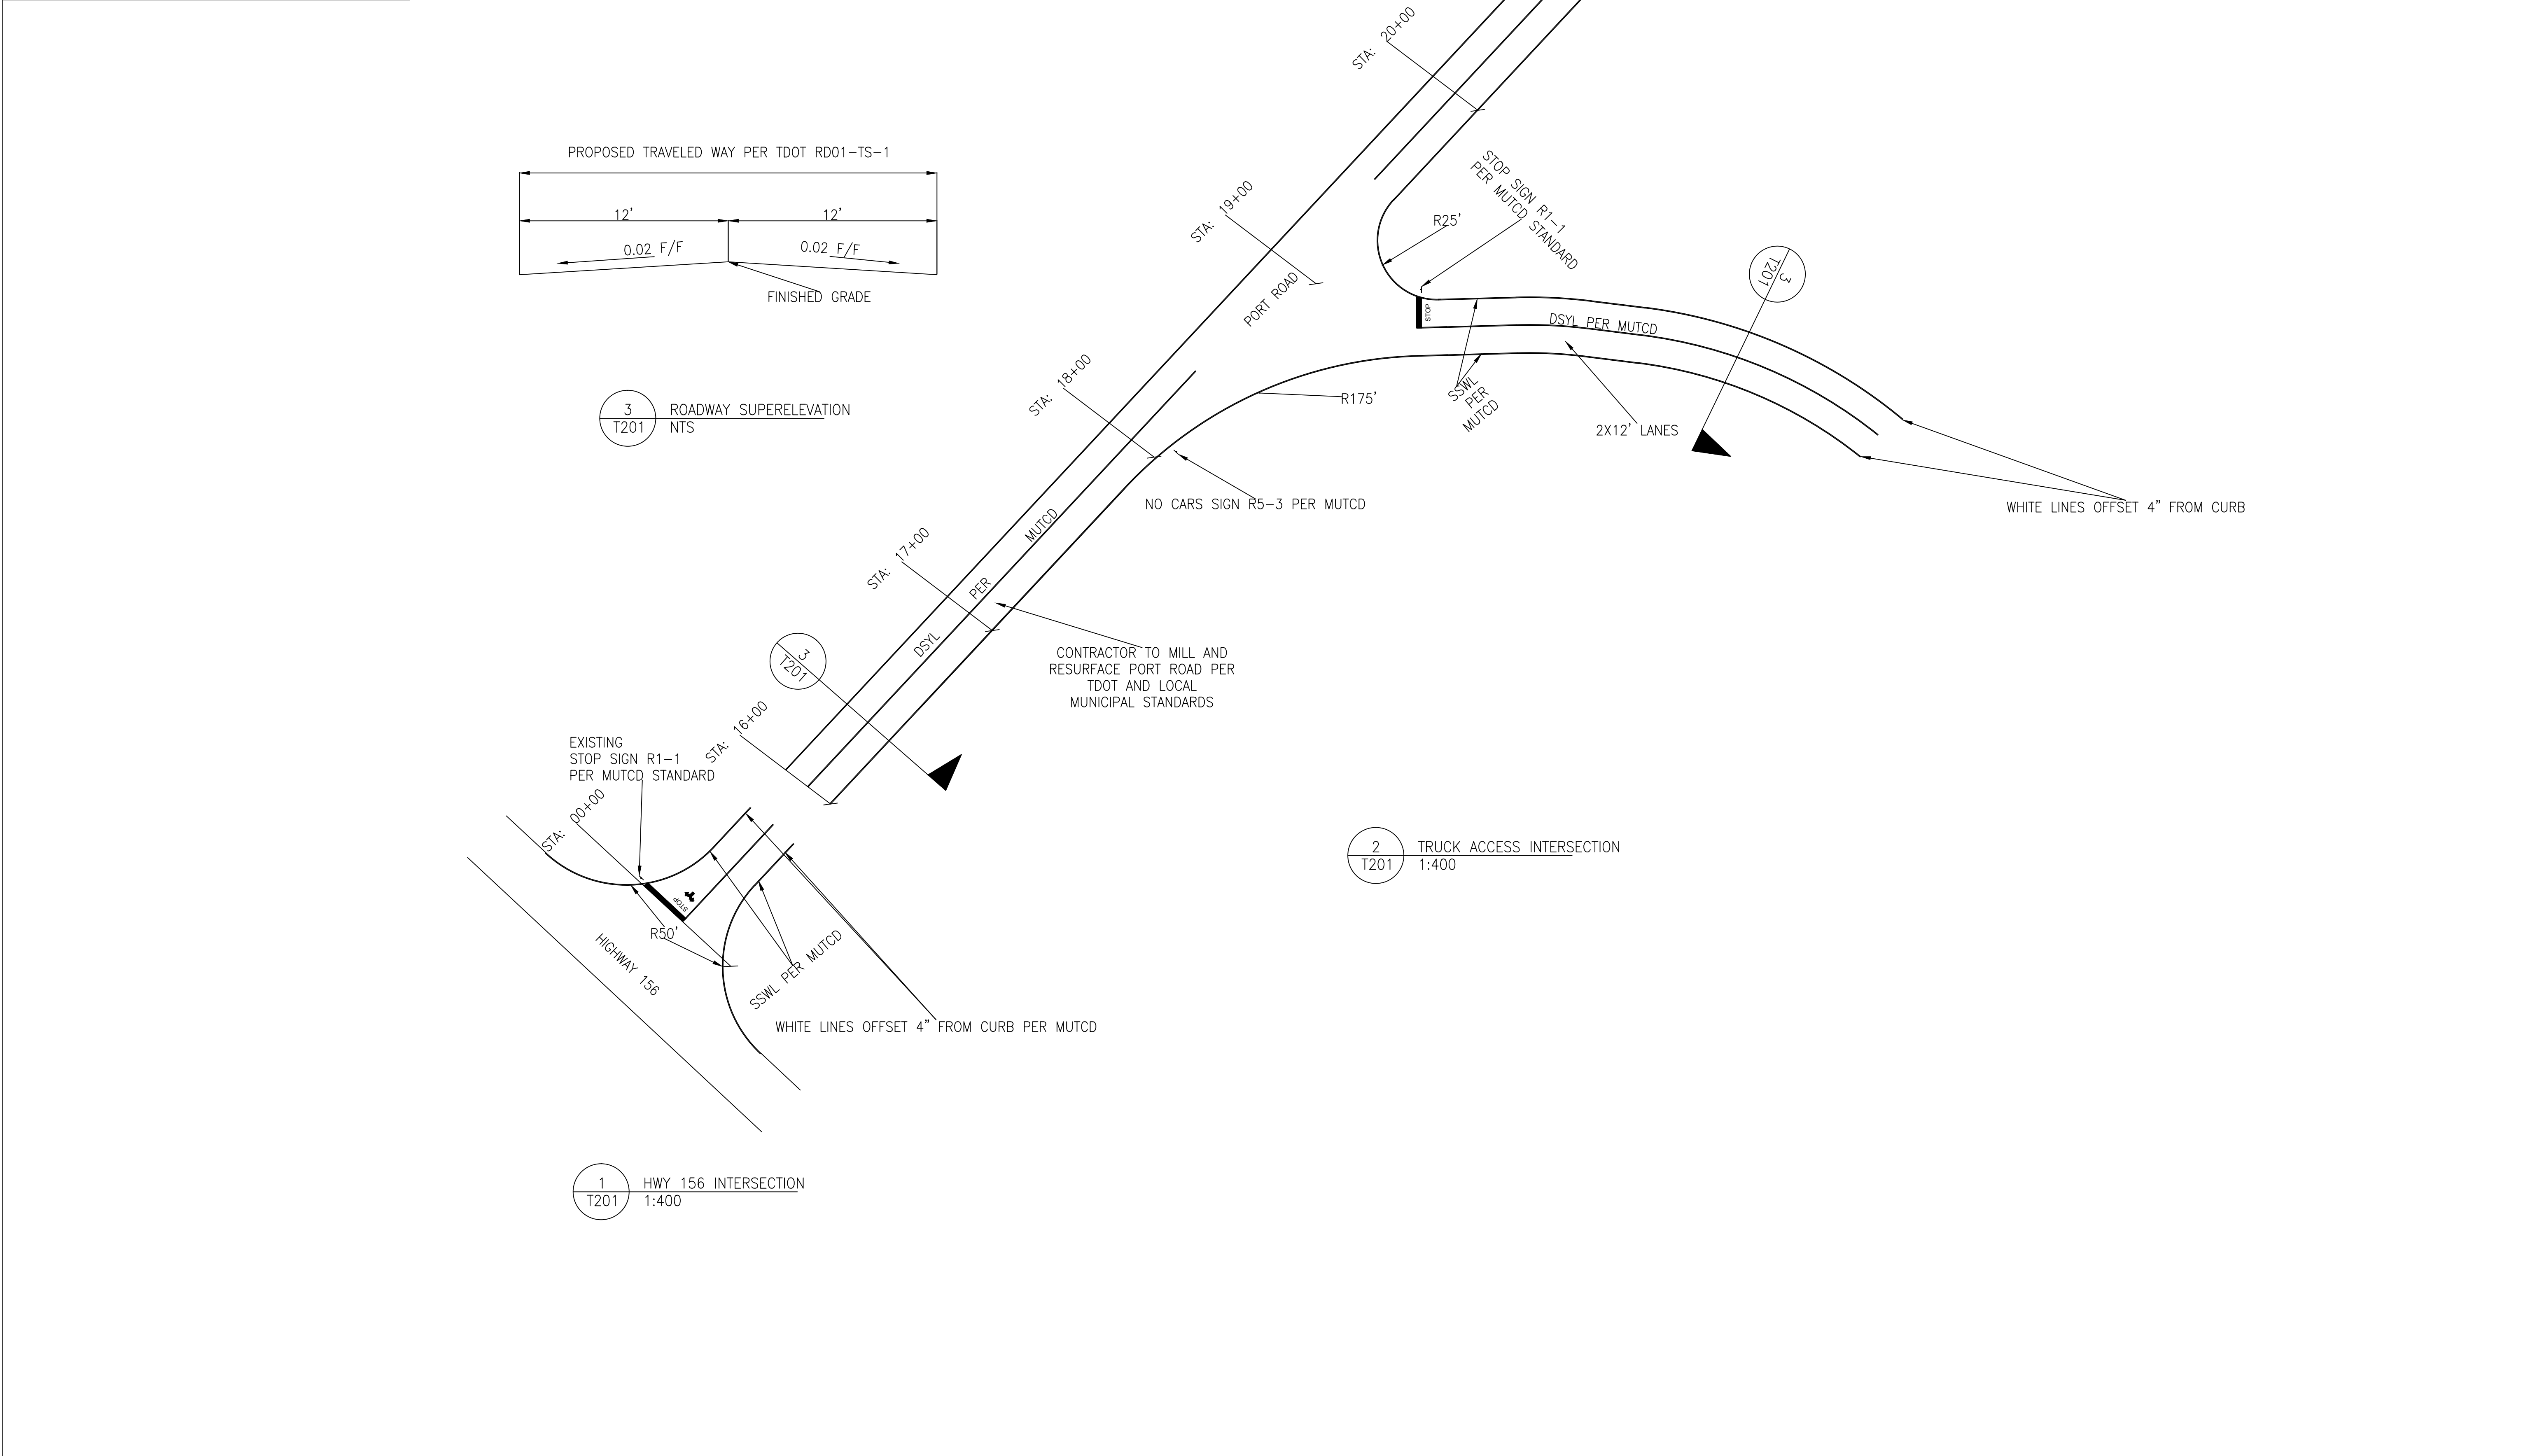 STA: 20+00
PROPOSED TRAVELED WAY PER TDOT RD01-TS-1
12'
12'
0.02 F/F
0.02 F/F
FINISHED GRADE
3
T201
ROADWAY SUPERELEVATION
NTS
STA: 19+00
STOP SIGN R1-1
PER MUTCD STANDARD
R25'
PORT ROAD
STOP
DSYL PER MUTCD
3
T201
STA: 18+00
R175'
SSWL
PER
MUTCD
2X12' LANES
NO CARS SIGN R5-3 PER MUTCD
WHITE LINES OFFSET 4" FROM CURB
STA: 17+00
DSYL PER MUTCD
CONTRACTOR TO MILL AND
RESURFACE PORT ROAD PER
TDOT AND LOCAL
MUNICIPAL STANDARDS
3
T201
STA: 16+00
EXISTING
STOP SIGN R1-1
PER MUTCD STANDARD
STA: 00+00
STOP
R50'
HIGHWAY 156
SSWL PER MUTCD
WHITE LINES OFFSET 4" FROM CURB PER MUTCD
2
T201
TRUCK ACCESS INTERSECTION
1:400
1
T201
HWY 156 INTERSECTION
1:400